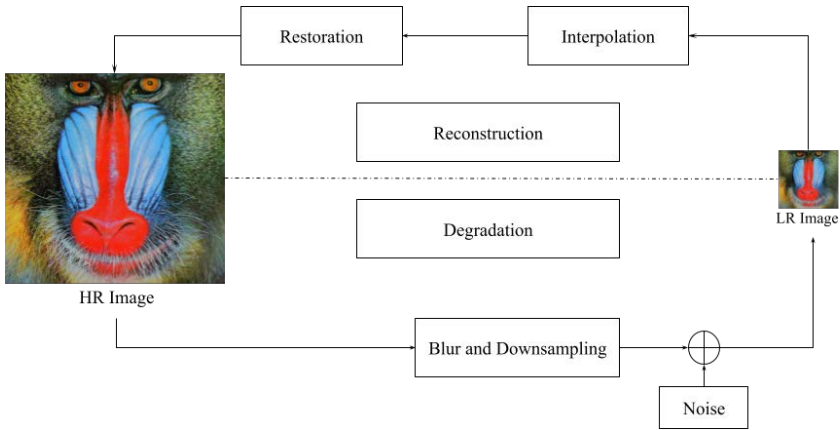 Restoration
Interpolation
Reconstruction
Degradation
LR Image
HR Image
Blur and Downsampling
Noise